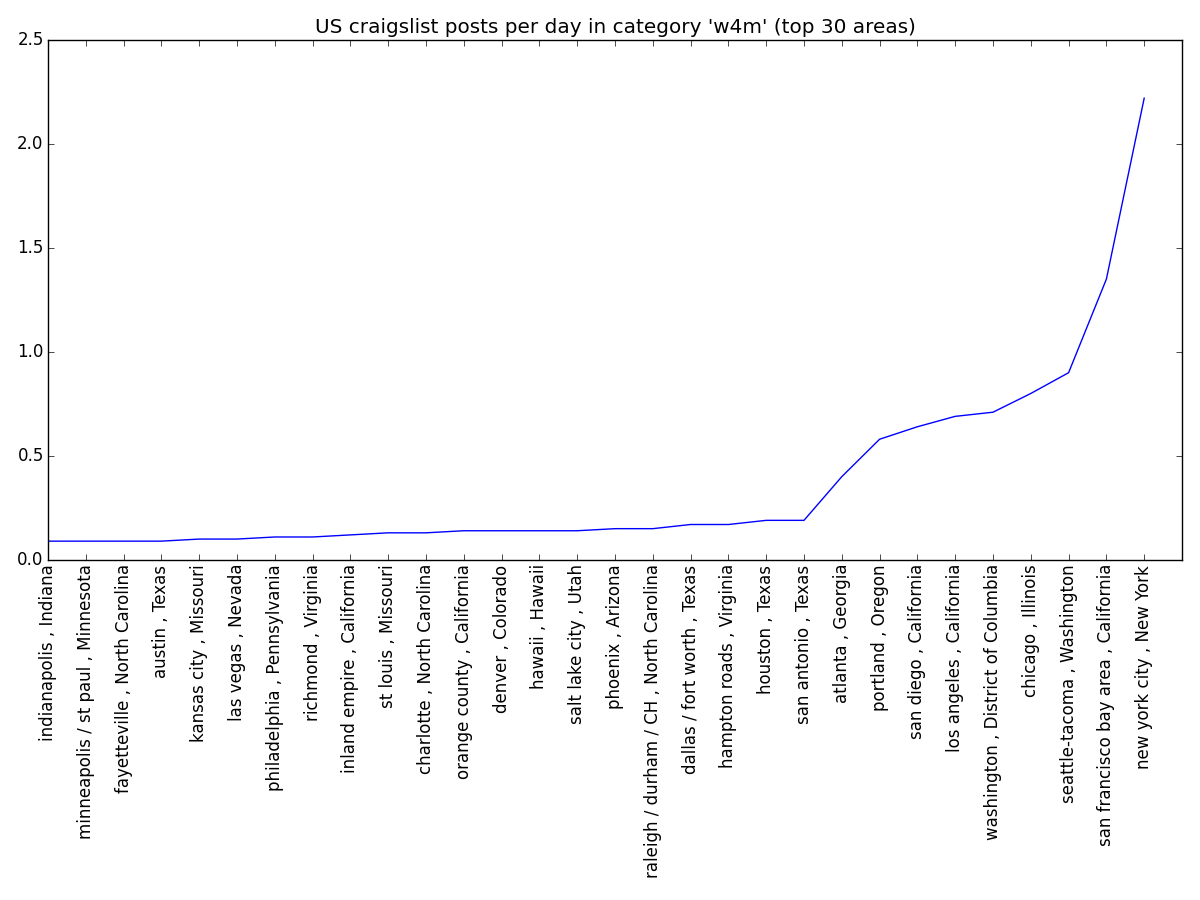 US craigslist posts per day in category 'w4m' (top 30 areas)
2.5
2.0
1.5
1.0
0.5
0.0
indianapolis , Indiana
minneapolis / st paul , Minnesota
fayetteville , North Carolina
austin , Texas
kansas city , Missouri
las vegas , Nevada
philadelphia , Pennsylvania
richmond , Virginia
inland empire , California
st louis , Missouri
charlotte , North Carolina
orange county , California
denver , Colorado
hawaii , Hawaii
salt lake city , Utah
phoenix , Arizona
raleigh / durham / CH , North Carolina
dallas / fort worth , Texas
hampton roads , Virginia
houston , Texas
san antonio , Texas
atlanta , Georgia
portland , Oregon
san diego , California
los angeles , California
washington , District of Columbia
chicago , Illinois
seattle-tacoma , Washington
san francisco bay area , California
new york city , New York